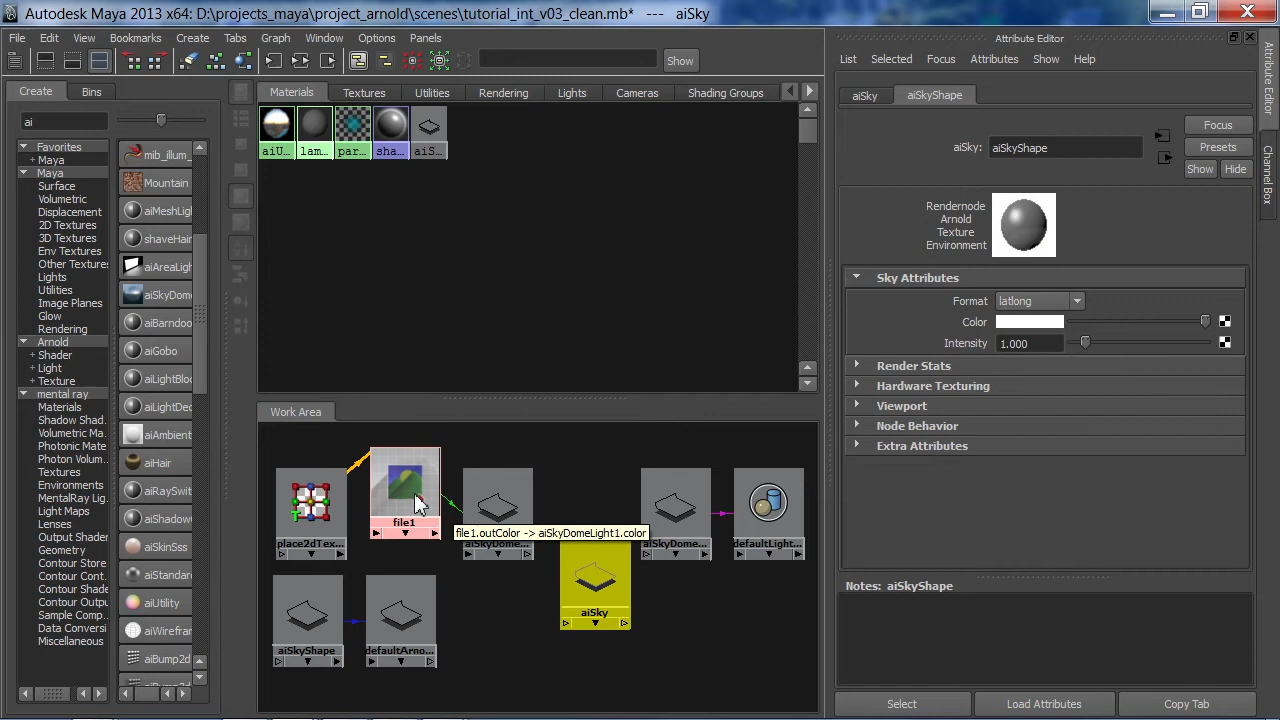 Autodesk Maya 2013 x64: D:\projects_maya\project_arnold\scenes\tutorial_int_v03_clean.mb* --- aiSky
File Edit View Bookmarks Create Tabs Graph Window Options Panels
Show
Create Bins
ai
Favorites
+ Maya
Maya
Surface
Volumetric
Displacement
2D Textures
3D Textures
Env Textures
Other Textures
Lights
Utilities
Image Planes
Glow
Rendering
Arnold
+ Shader
+ Light
+ Texture
mental ray
Materials
Shadow Shad...
Volumetric Ma...
Photonic Mate
Photon Volum...
Textures
Environments
MentalRay Lig
Light Maps
Lenses
Output Shader
Geometry
Contour Store
Contour Cont...
Contour Shade
Contour Outpu
Sample Comp...
Data Conversi
Miscellaneous
mib_illum_
Mountain
aiMeshLig
shaveHair
aiAreaLigh
aiSkyDome
aiBarndoo
aiGobo
aiLightBloc
aiLightDec
aiAmbient
aiHair
aiRaySwit
aiShadow
aiSkinSss
aiStandar
aiUtility
aiWirefran
aiBump2d
Materials Textures Utilities Rendering Lights Cameras Shading Groups
aiU... lam... par... sha... aiS...
Work Area
place2dTex...
file1
aiSkyDome...
file1.outColor -> aiSkyDomeLight1.color
aiSkyDome...
defaultLight...
aiSky
aiSkyShape
defaultArno...
Attribute Editor
List Selected Focus Attributes Show Help
aiSky aiSkyShape
aiSky: aiSkyShape
Focus
Presets
Show Hide
Rendernode
Arnold
Texture
Environment
Sky Attributes
Format latlong
Color
Intensity 1.000
Render Stats
Hardware Texturing
Viewport
Node Behavior
Extra Attributes
Notes: aiSkyShape
Select Load Attributes Copy Tab
Attribute Editor
Channel Box